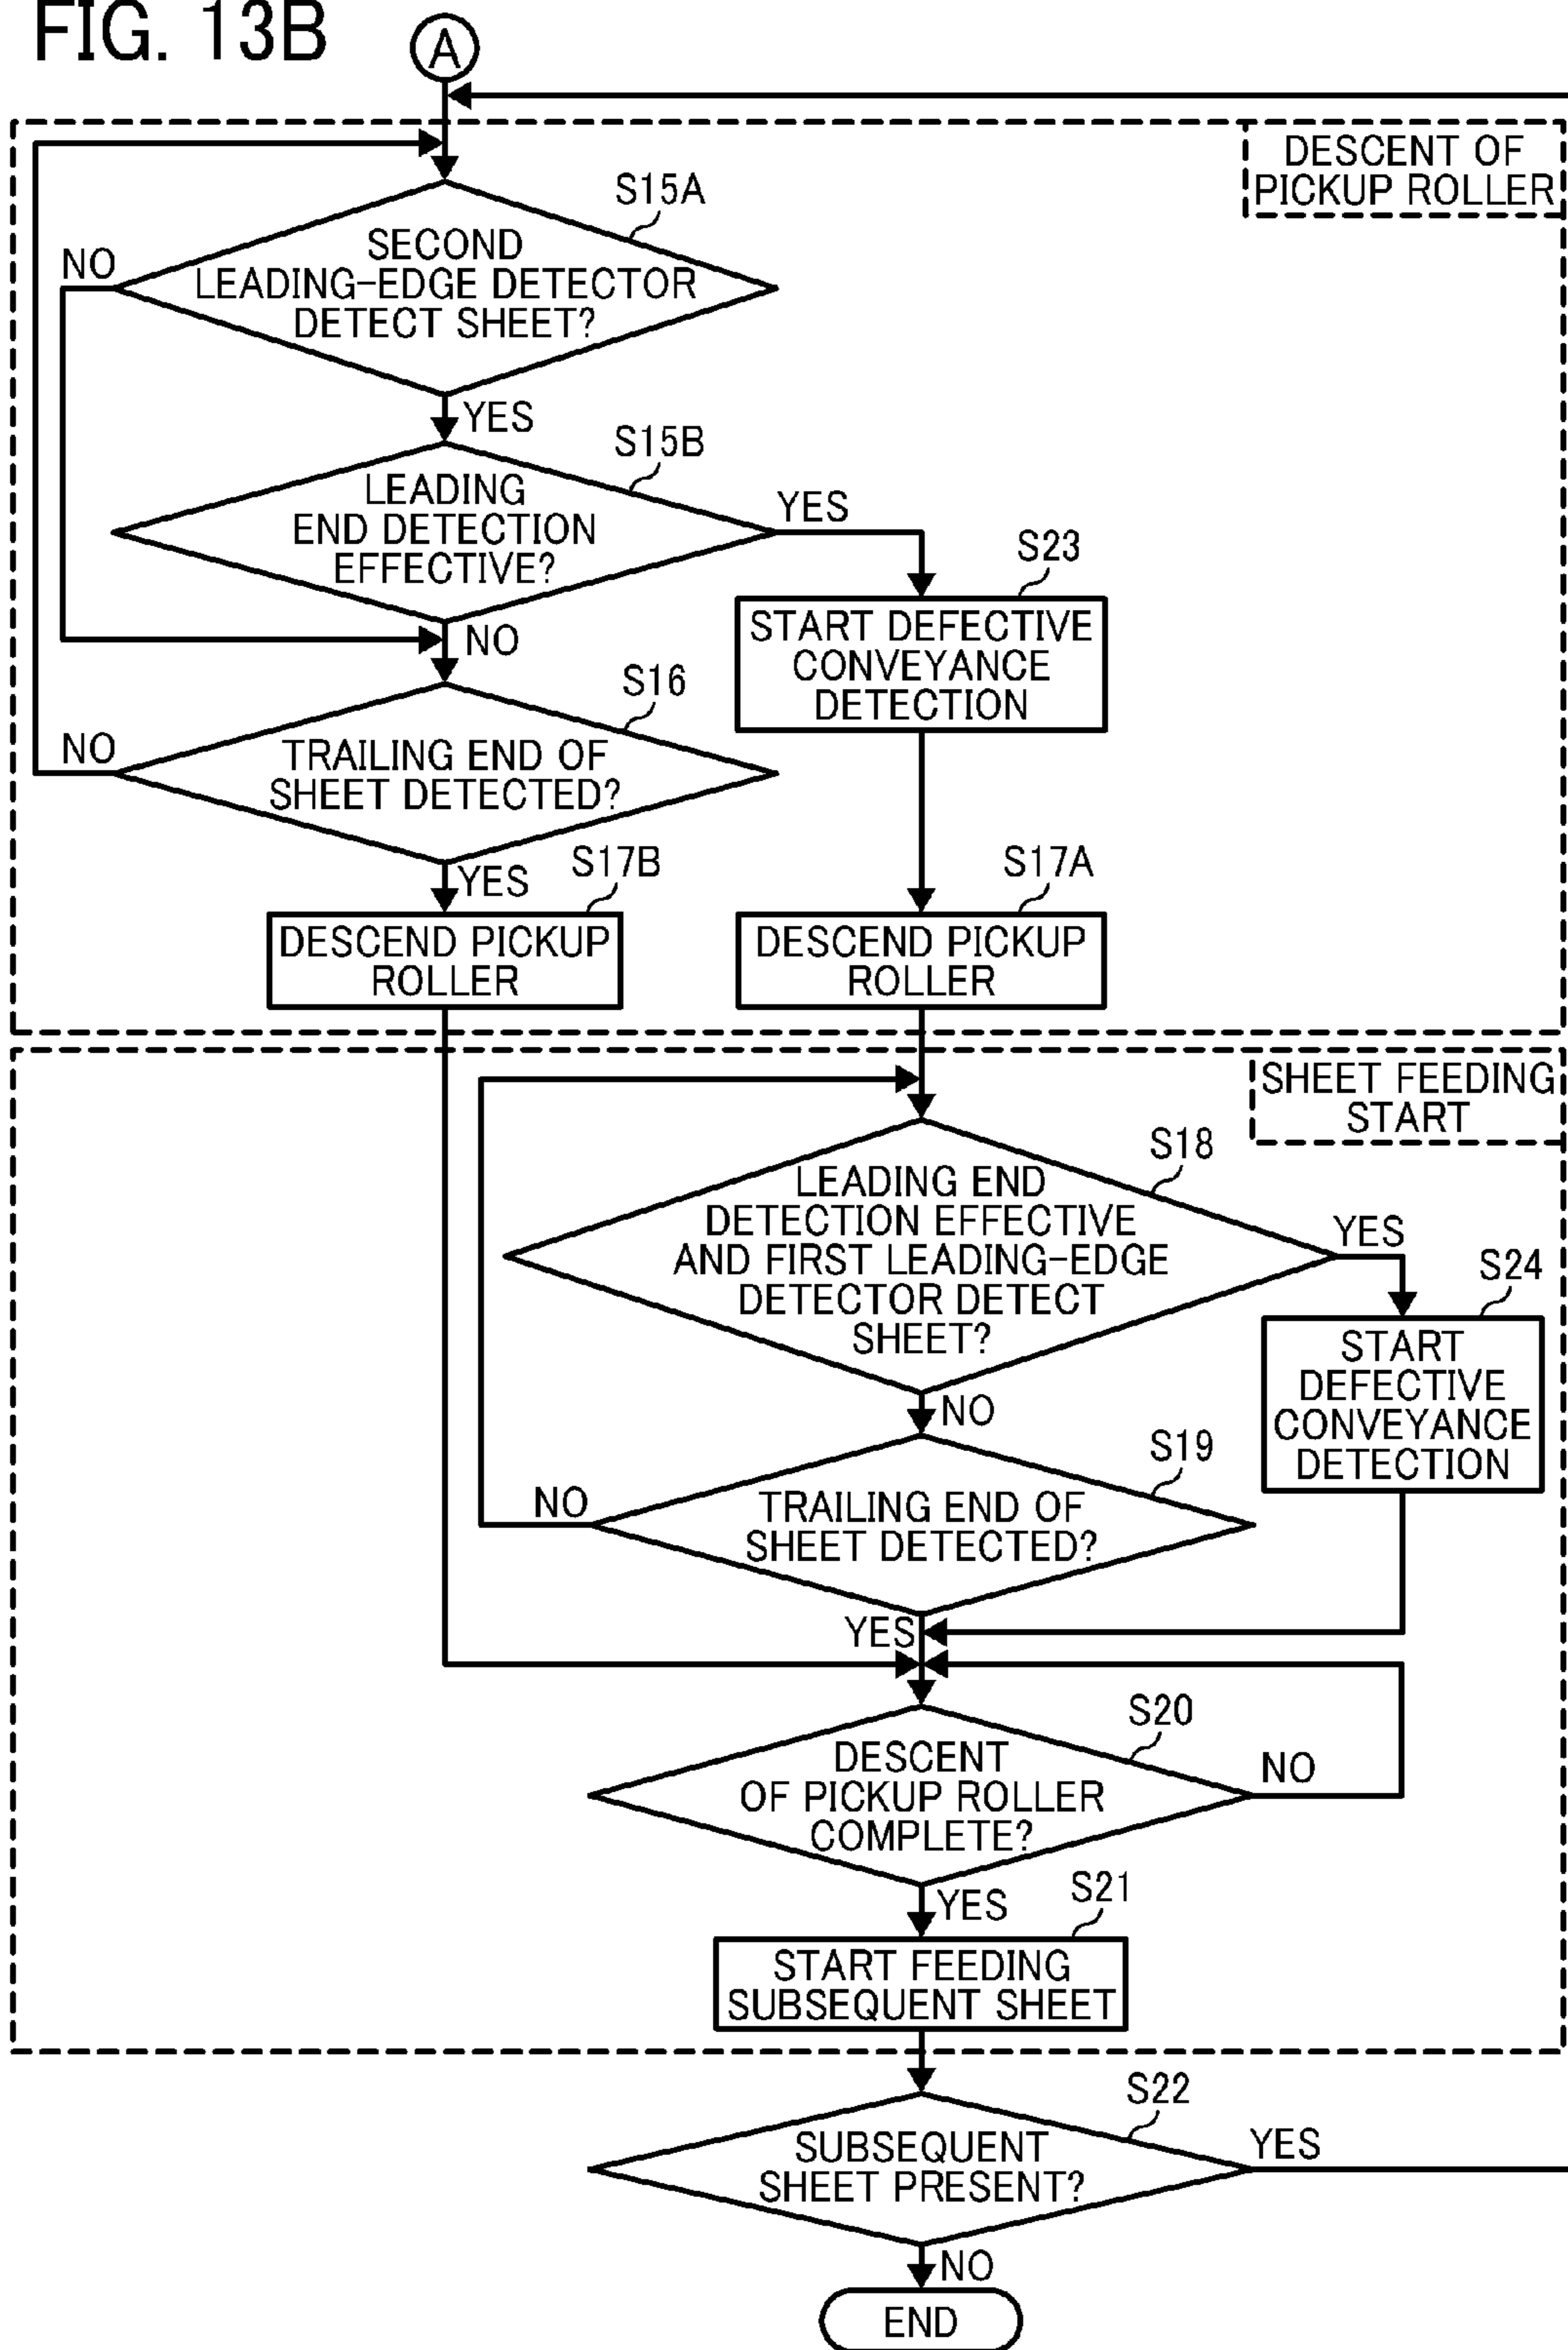 FIG. 13B
A
DESCENT OF
PICKUP ROLLER
S15A
SECOND
LEADING-EDGE DETECTOR
DETECT SHEET?
NO
YES
S15B
LEADING
END DETECTION
EFFECTIVE?
YES
NO
S23
START DEFECTIVE
CONVEYANCE
DETECTION
S16
TRAILING END OF
SHEET DETECTED?
NO
YES
S17B
DESCEND PICKUP
ROLLER
S17A
DESCEND PICKUP
ROLLER
SHEET FEEDING
START
S18
LEADING END
DETECTION EFFECTIVE
AND FIRST LEADING-EDGE
DETECTOR DETECT
SHEET?
YES
NO
S24
START
DEFECTIVE
CONVEYANCE
DETECTION
S19
TRAILING END OF
SHEET DETECTED?
NO
YES
S20
DESCENT
OF PICKUP ROLLER
COMPLETE?
NO
YES
S21
START FEEDING
SUBSEQUENT SHEET
S22
SUBSEQUENT
SHEET PRESENT?
YES
NO
END